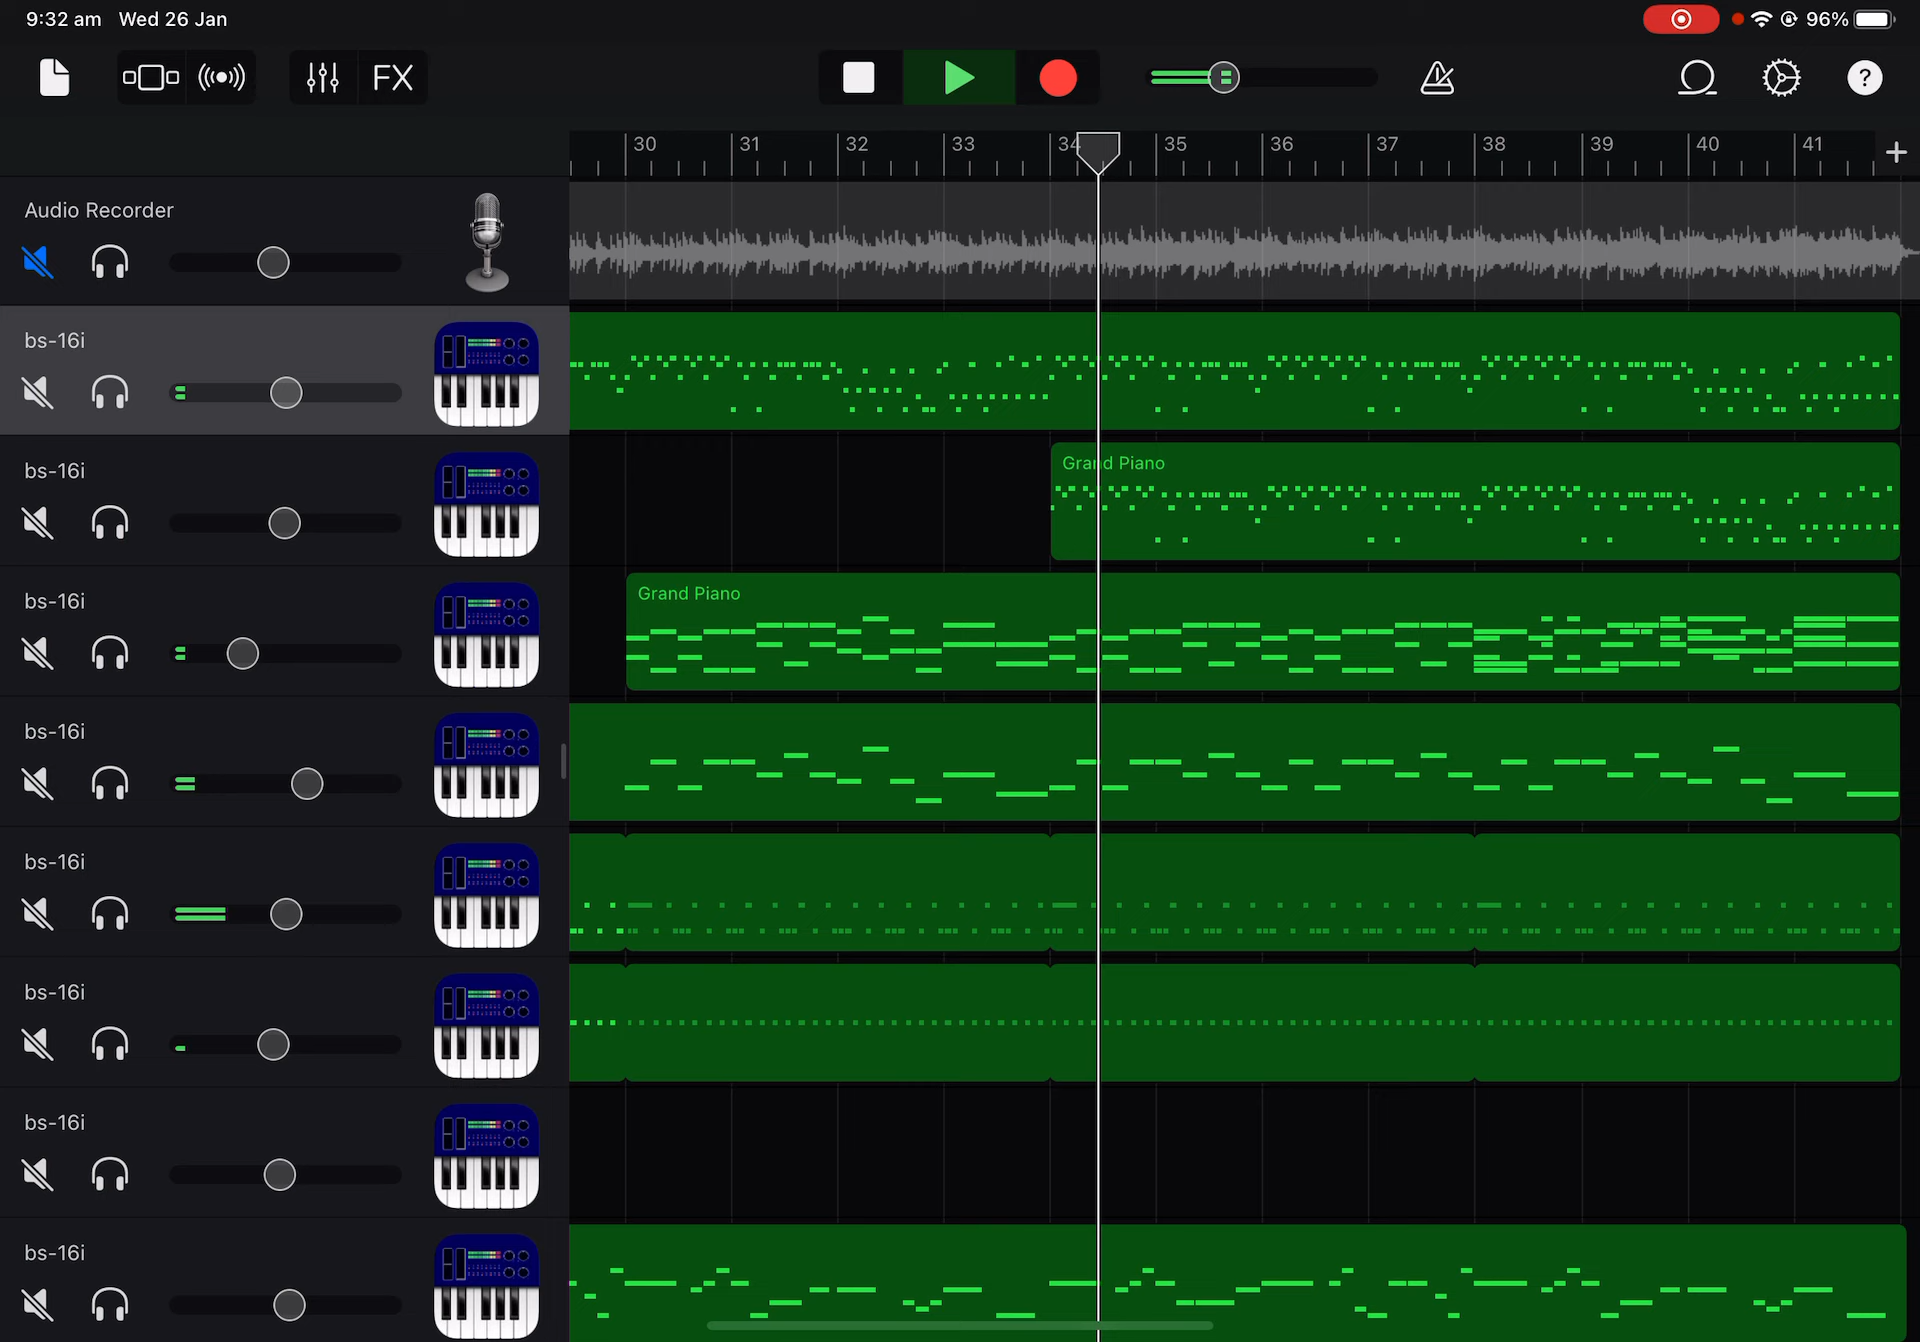 9:32 am Wed 26 Jan
96%
FX
?
30 31 32 33 34 35 36 37 38 39 40 41 +
Audio Recorder
bs-16i
bs-16i
Grand Piano
bs-16i
Grand Piano
bs-16i
bs-16i
bs-16i
bs-16i
bs-16i